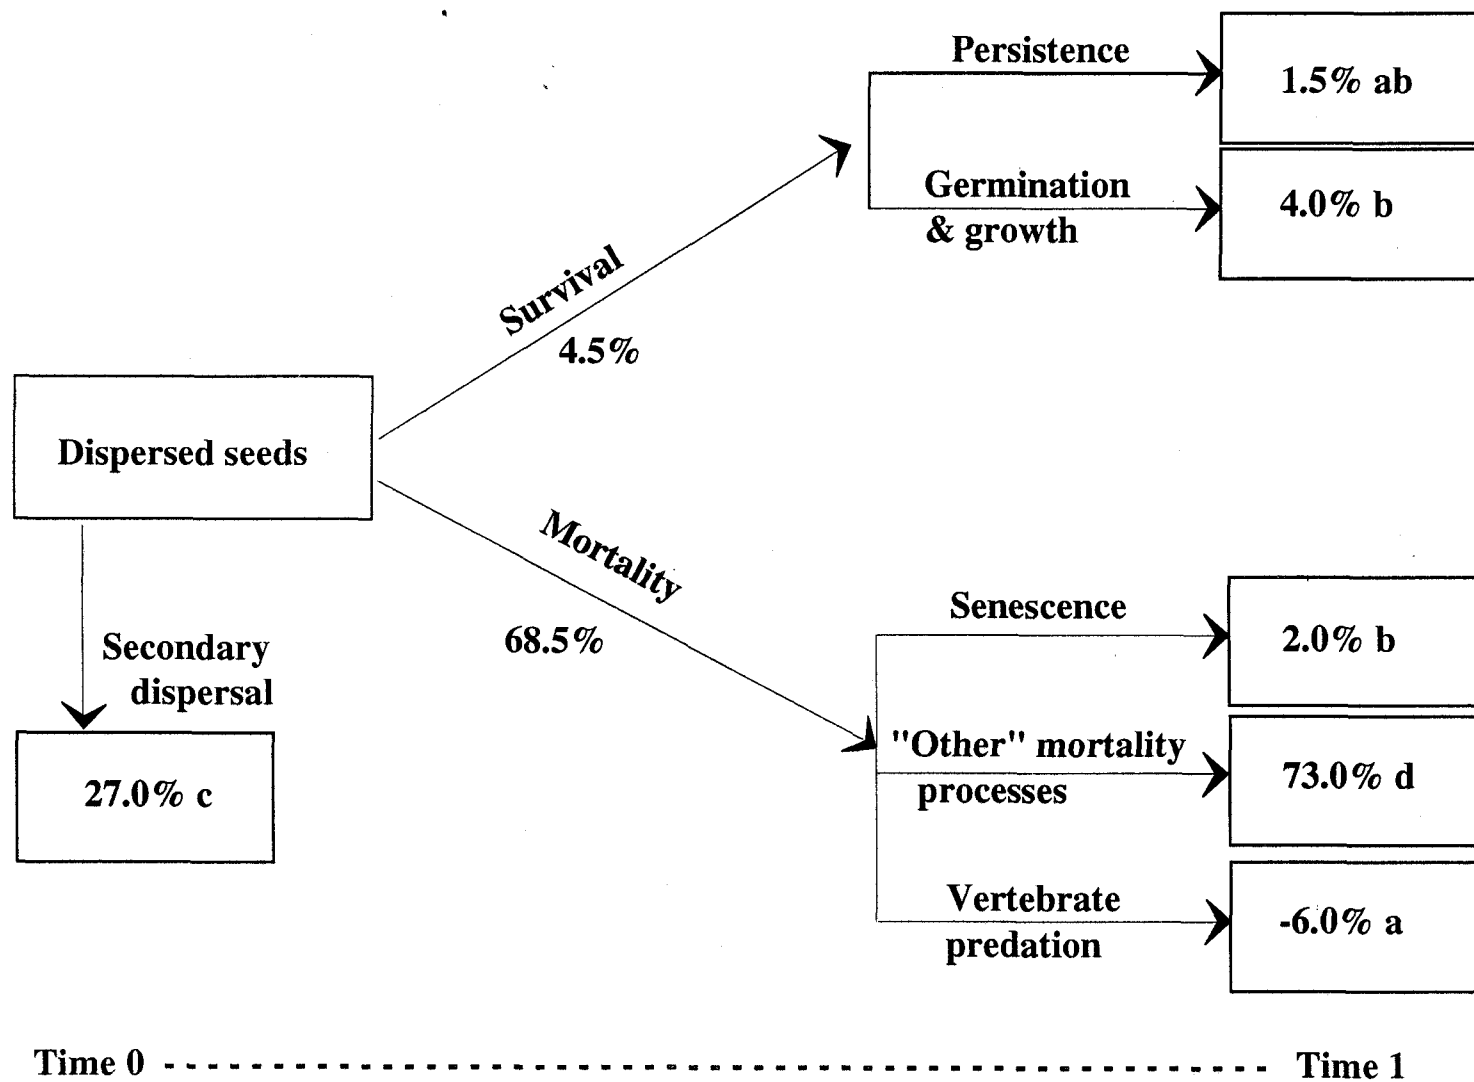 Persistence
1.5% ab
Germination
& growth
4.0% b
Survival
4.5%
Dispersed seeds
Mortality
68.5%
Secondary
dispersal
27.0% c
Senescence
2.0% b
"Other" mortality
processes
73.0% d
Vertebrate
predation
-6.0% a
Time 0
Time 1